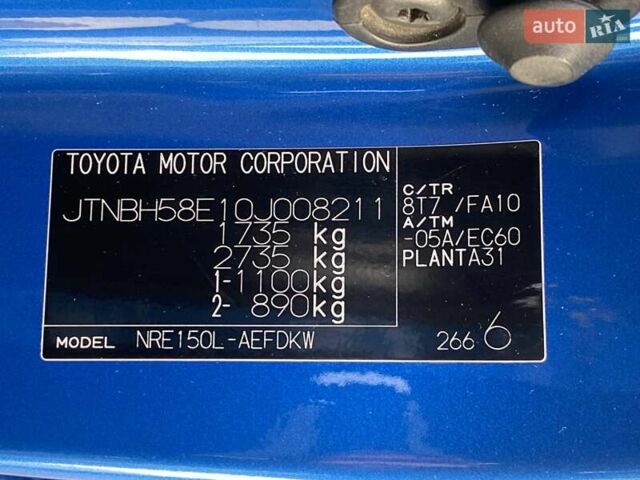 auto RIA
TOYOTA MOTOR CORPORATION
JTNBH58E10J008211
1735 kg
2735 kg
1-1100kg
2- 890kg
C/TR
8T7 /FA10
A/TM
-05A/EC60
PLANTA31
MODEL NRE150L-AEFDKW 266 6